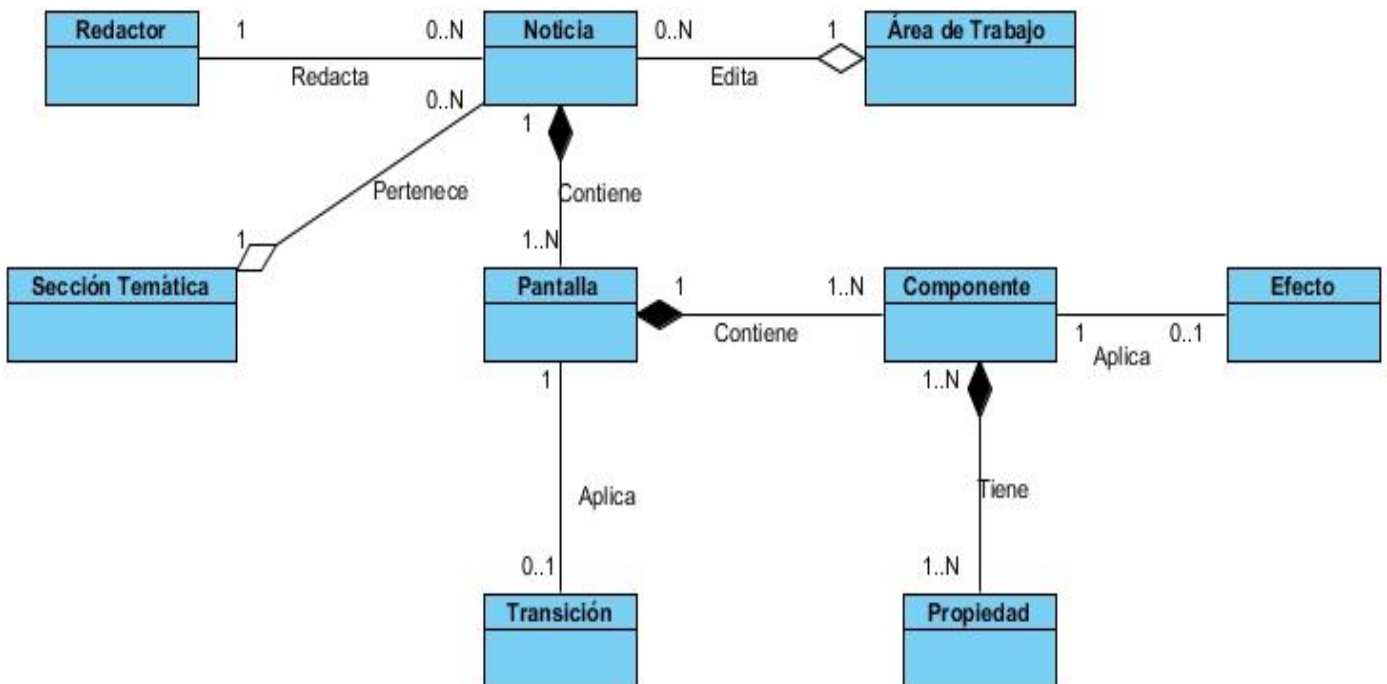 Redactor
1
0..N
Noticia
0..N
1
Área de Trabajo
Redacta
Edita
0..N
1
Pertenece
Contiene
1
1..N
Sección Temática
Pantalla
1
1..N
Componente
Efecto
Contiene
1
0..1
Aplica
1
1..N
Aplica
Tiene
0..1
1..N
Transición
Propiedad